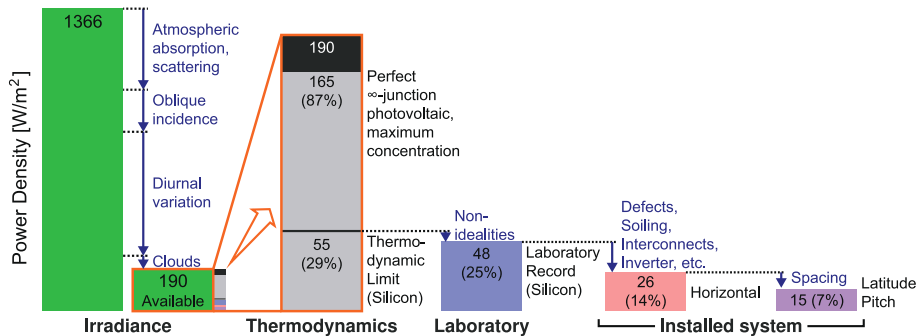 Power Density [W/m²]
1366
Atmospheric
absorption,
scattering
Oblique
incidence
Diurnal
variation
Clouds
190
Available
Irradiance
190
165
(87%)
Perfect
∞-junction
photovoltaic,
maximum
concentration
55
(29%)
Thermo-
dynamic
Limit
(Silicon)
Thermodynamics
Non-
idealities
48
(25%)
Laboratory
Record
(Silicon)
Laboratory
Defects,
Soiling,
Interconnects,
Inverter, etc.
26
(14%)
Horizontal
Spacing
15 (7%)
Latitude
Pitch
Installed system